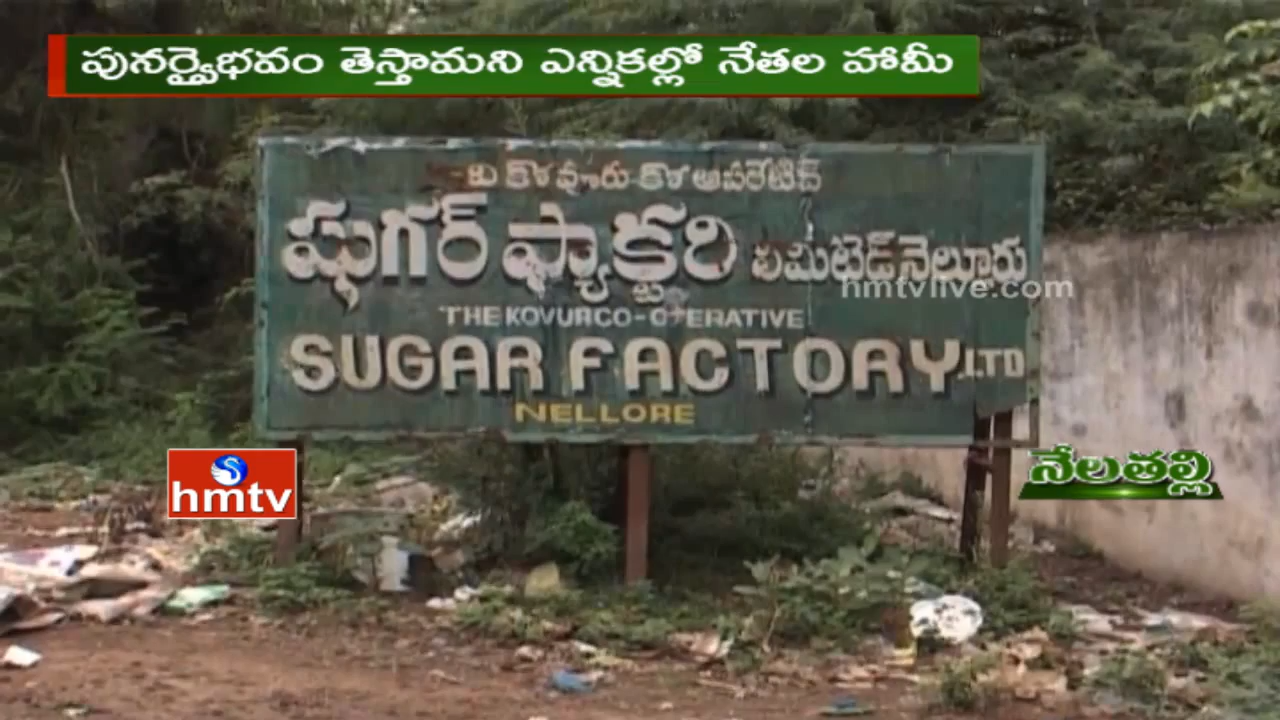 పునర్వైభవం తెస్తామని ఎన్నికల్లో నేతల హామీ
ది కొవ్వూరు కో ఆపరేటివ్
షుగర్ ఫ్యాక్టరి లిమిటెడ్ నెల్లూరు
hmtvlive.com
THE KOVUR CO-OPERATIVE
SUGAR FACTORY LTD
NELLORE
hmtv
నేలతల్లి